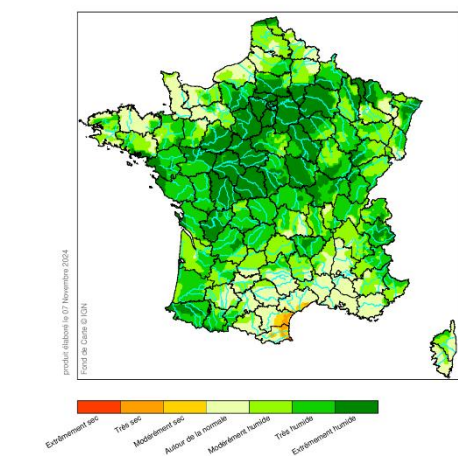 produit élaboré le 07 Novembre 2024
Fond de Carte © IGN
Extrêmement sec
Très sec
Modérément sec
Autour de la normale
Modérément humide
Très humide
Extrêmement humide